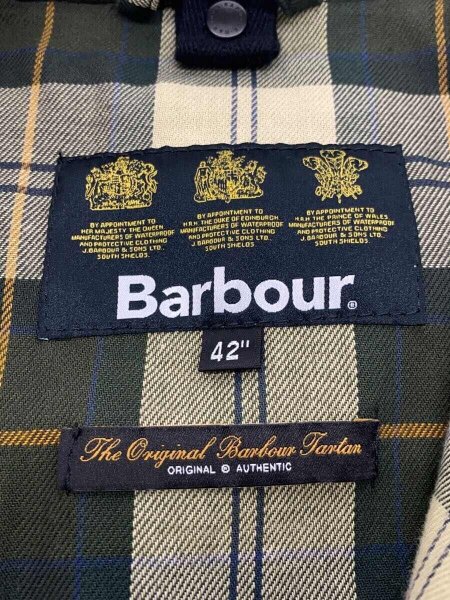 BY APPOINTMENT TO
HER MAJESTY THE QUEEN
MANUFACTURERS OF WATERPROOF
AND PROTECTIVE CLOTHING
J. BARBOUR & SONS LTD.
SOUTH SHIELDS.
BY APPOINTMENT TO
H.R.H. THE DUKE OF EDINBURGH
MANUFACTURERS OF WATERPROOF
AND PROTECTIVE CLOTHING
J. BARBOUR & SONS LTD.
SOUTH SHIELDS.
BY APPOINTMENT TO
H.R.H. THE PRINCE OF WALES
MANUFACTURERS OF WATERPROOF
AND PROTECTIVE CLOTHING
J. BARBOUR & SONS LTD.
SOUTH SHIELDS.
Barbour®
42"
The Original Barbour Tartan
ORIGINAL ® AUTHENTIC